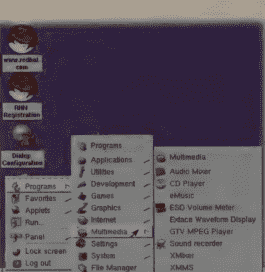 www.redhat.
com
RHN
Registration
Dialup
Configuration
Programs
Favorites
Applets
Run...
Panel
Lock screen
Log out
Programs
Applications
Utilities
Development
Games
Graphics
Internet
Multimedia
Settings
System
File Manager
Multimedia
Audio Mixer
CD Player
eMusic
ESD Volume Meter
Extace Waveform Display
GTV MPEG Player
Sound recorder
XMixer
XMMS